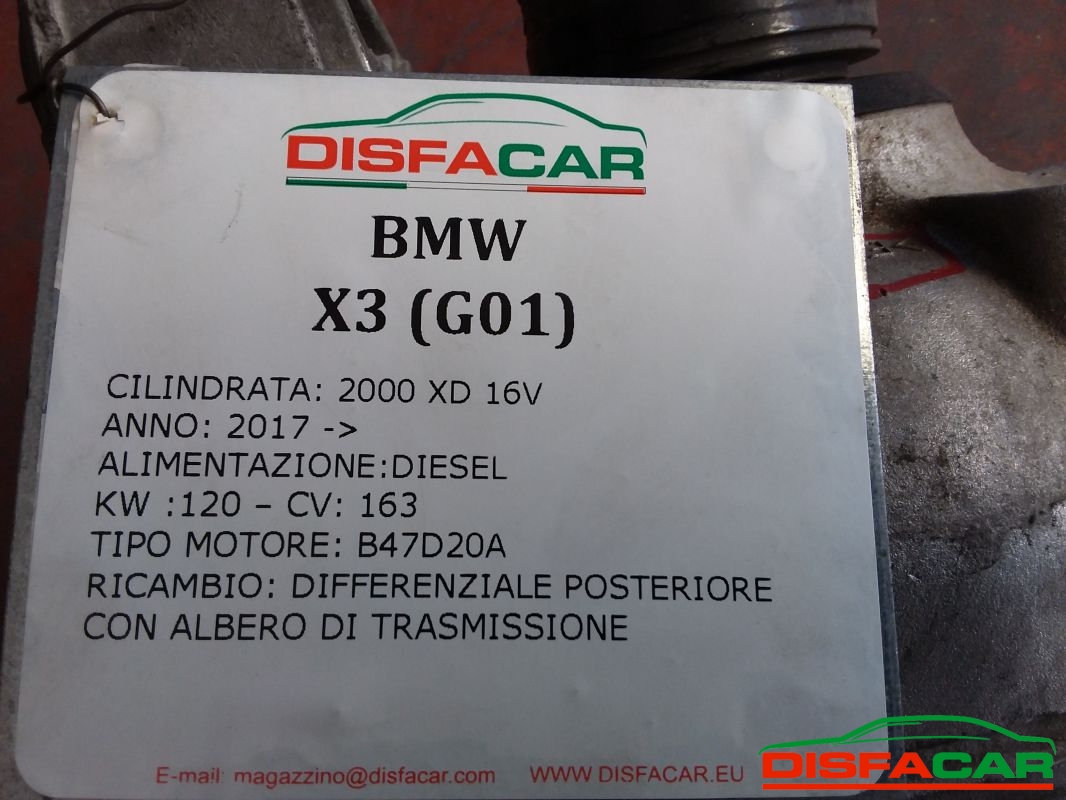 DISFACAR
BMW
X3 (G01)
CILINDRATA: 2000 XD 16V
ANNO: 2017 ->
ALIMENTAZIONE:DIESEL
KW :120 – CV: 163
TIPO MOTORE: B47D20A
RICAMBIO: DIFFERENZIALE POSTERIORE
CON ALBERO DI TRASMISSIONE
E-mail: magazzino@disfacar.com WWW.DISFACAR.EU
DISFACAR